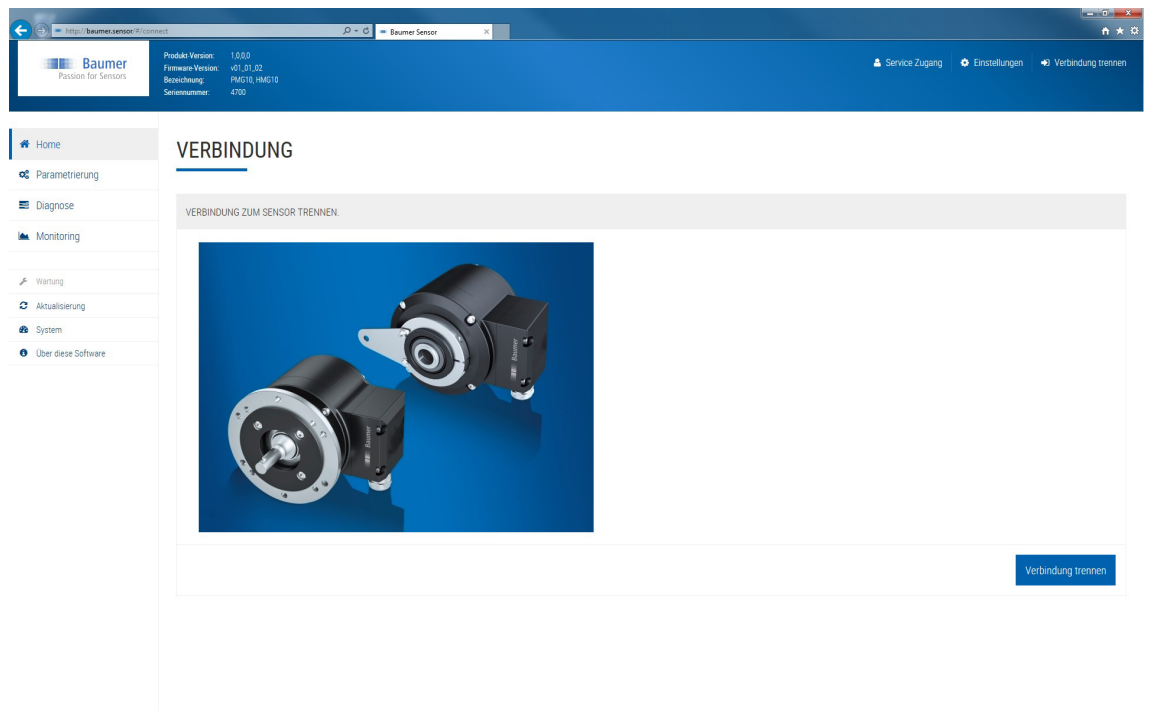 http://baumer.sensor/#/connect
Baumer Sensor
Baumer
Passion for Sensors
Produkt-Version: 1,0,0,0
Firmware-Version: v01_01_02
Bezeichnung: PMG10, HMG10
Seriennummer: 4700
Service Zugang
Einstellungen
Verbindung trennen
Home
Parametrierung
Diagnose
Monitoring
Wartung
Aktualisierung
System
Über diese Software
VERBINDUNG
VERBINDUNG ZUM SENSOR TRENNEN.
Baumer
Baumer
Verbindung trennen